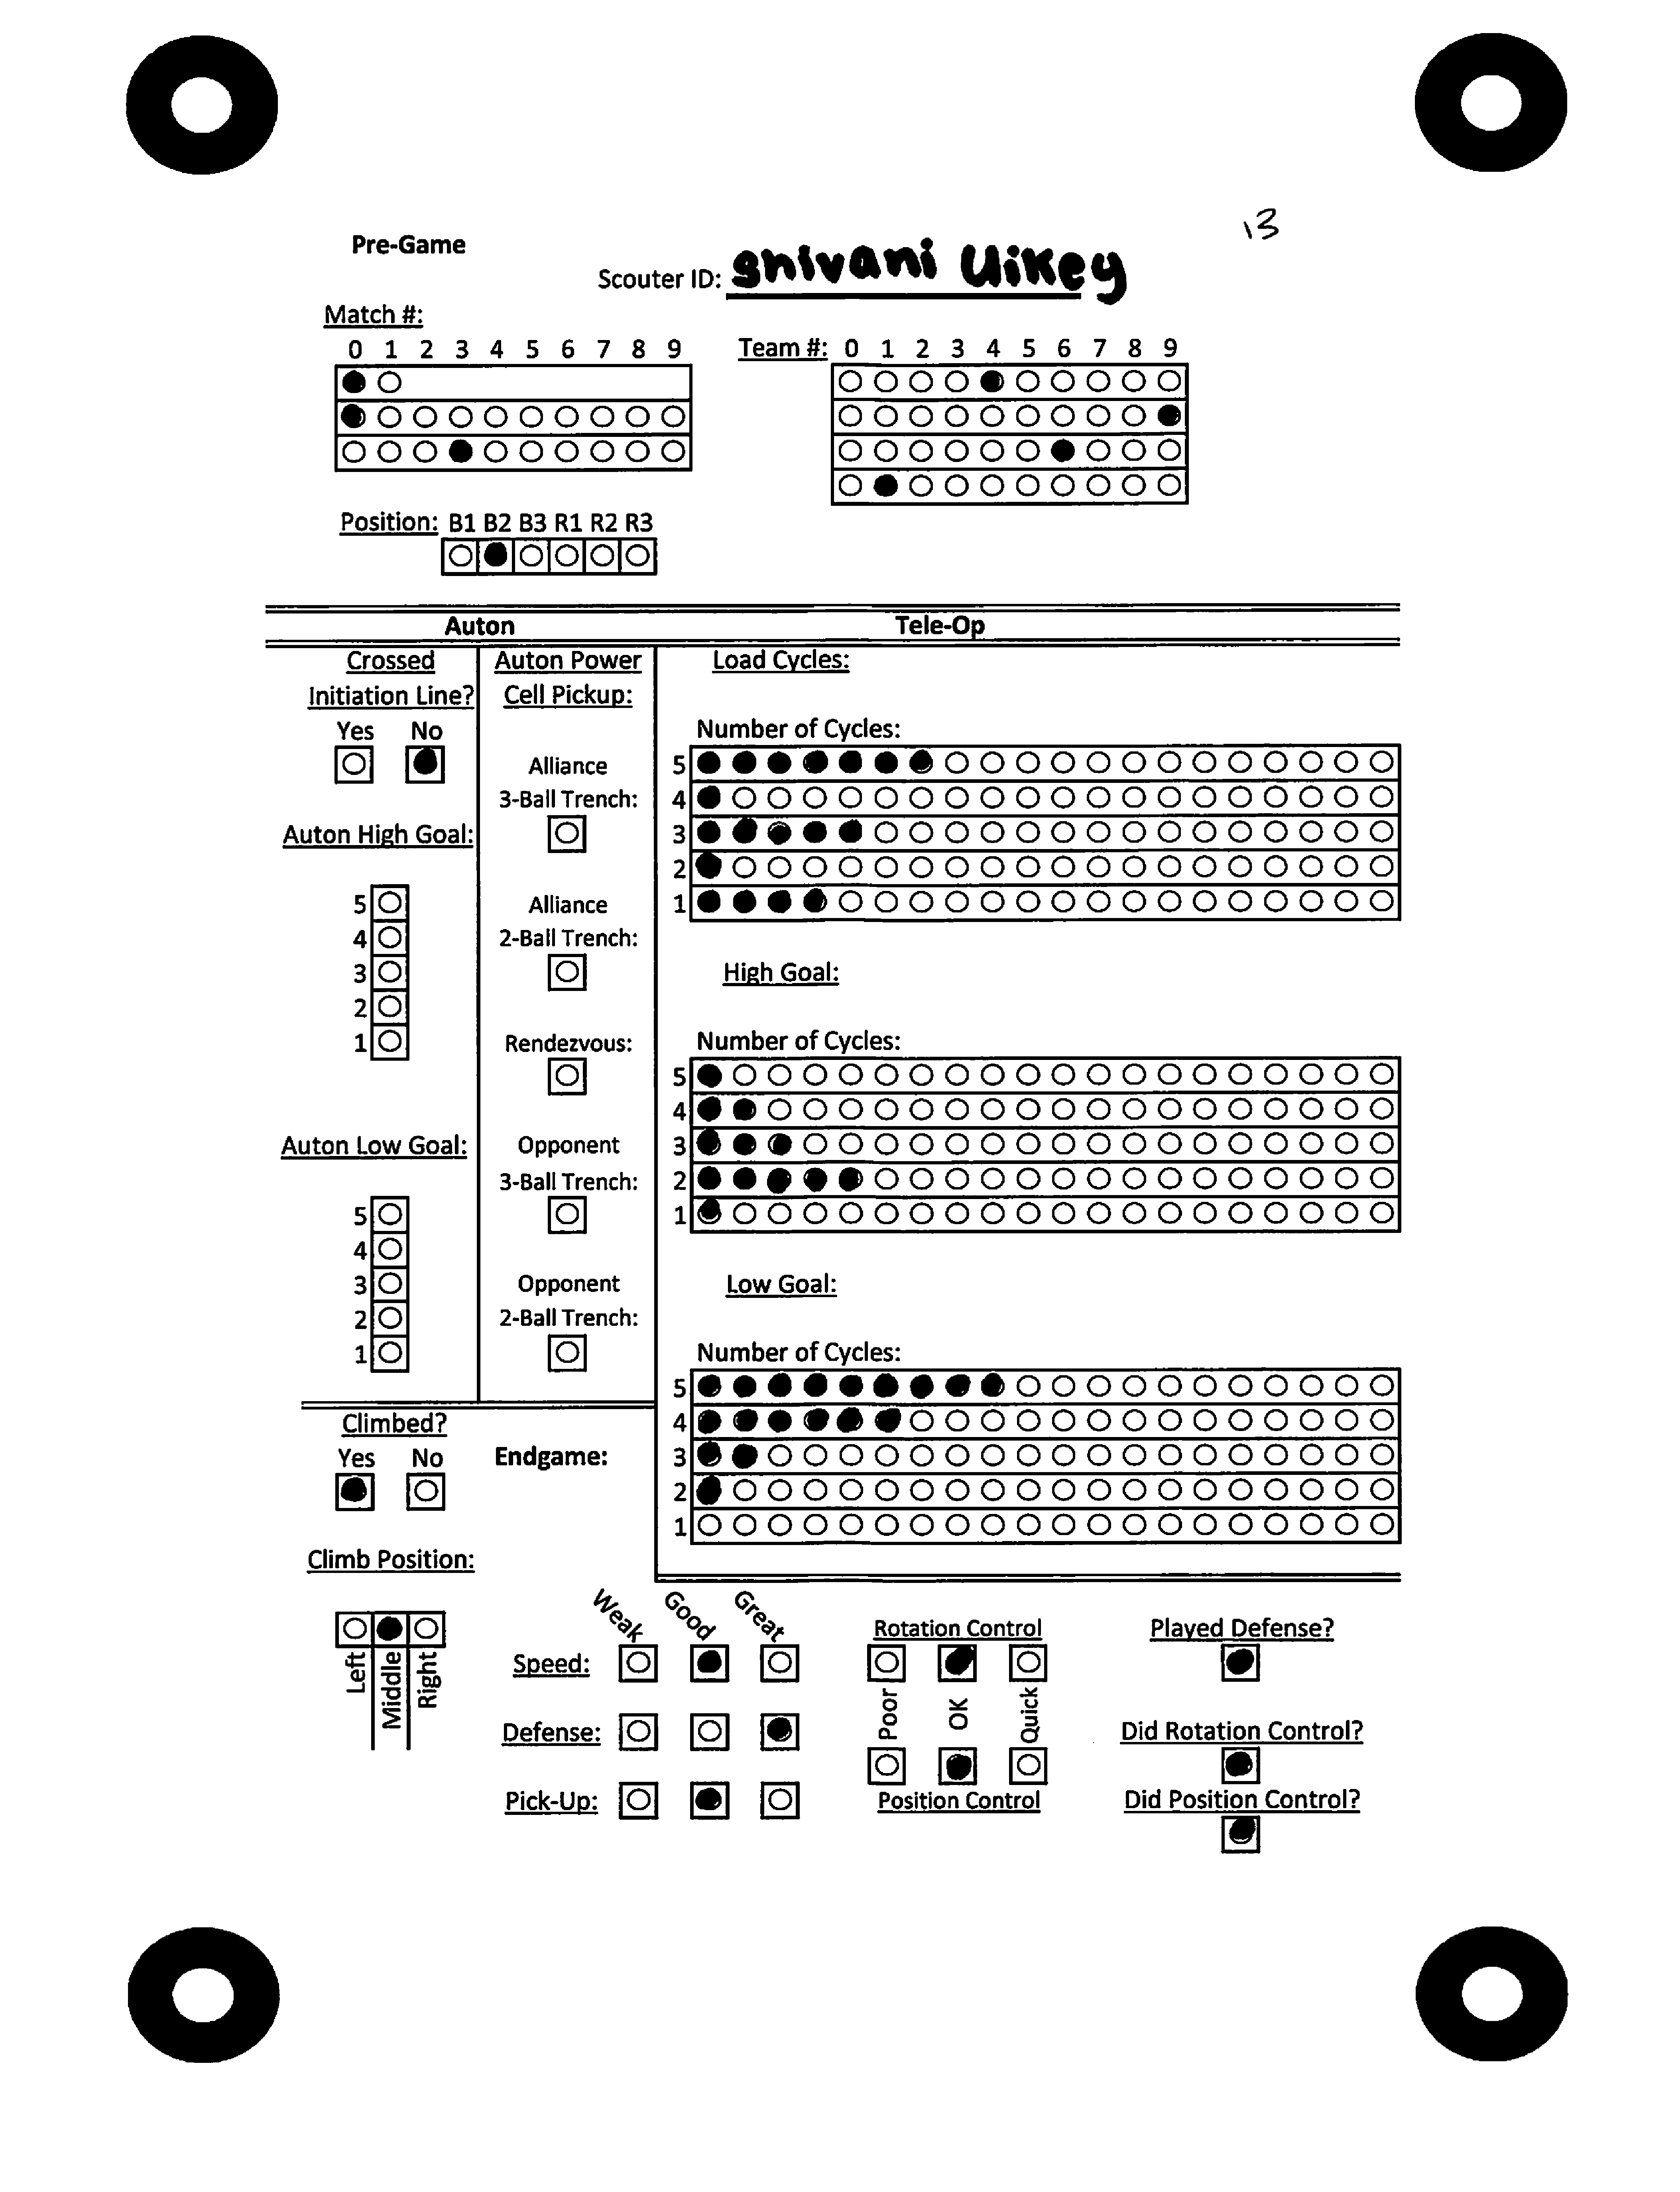 13
Pre-Game
Scouter ID: Shivani Uikey
Match #:
0 1 2 3 4 5 6 7 8 9
Team #: 0 1 2 3 4 5 6 7 8 9
Position: B1 B2 B3 R1 R2 R3
Auton
Tele-Op
Crossed
Initiation Line?
Yes No
Auton High Goal:
5
4
3
2
1
Auton Low Goal:
5
4
3
2
1
Auton Power
Cell Pickup:
Alliance
3-Ball Trench:
Alliance
2-Ball Trench:
Rendezvous:
Opponent
3-Ball Trench:
Opponent
2-Ball Trench:
Load Cycles:
Number of Cycles:
5
4
3
2
1
High Goal:
Number of Cycles:
5
4
3
2
1
Low Goal:
Number of Cycles:
5
4
3
2
1
Climbed?
Yes No
Endgame:
Climb Position:
Left
Middle
Right
Weak Good Great
Speed:
Defense:
Pick-Up:
Rotation Control
Poor OK Quick
Position Control
Played Defense?
Did Rotation Control?
Did Position Control?